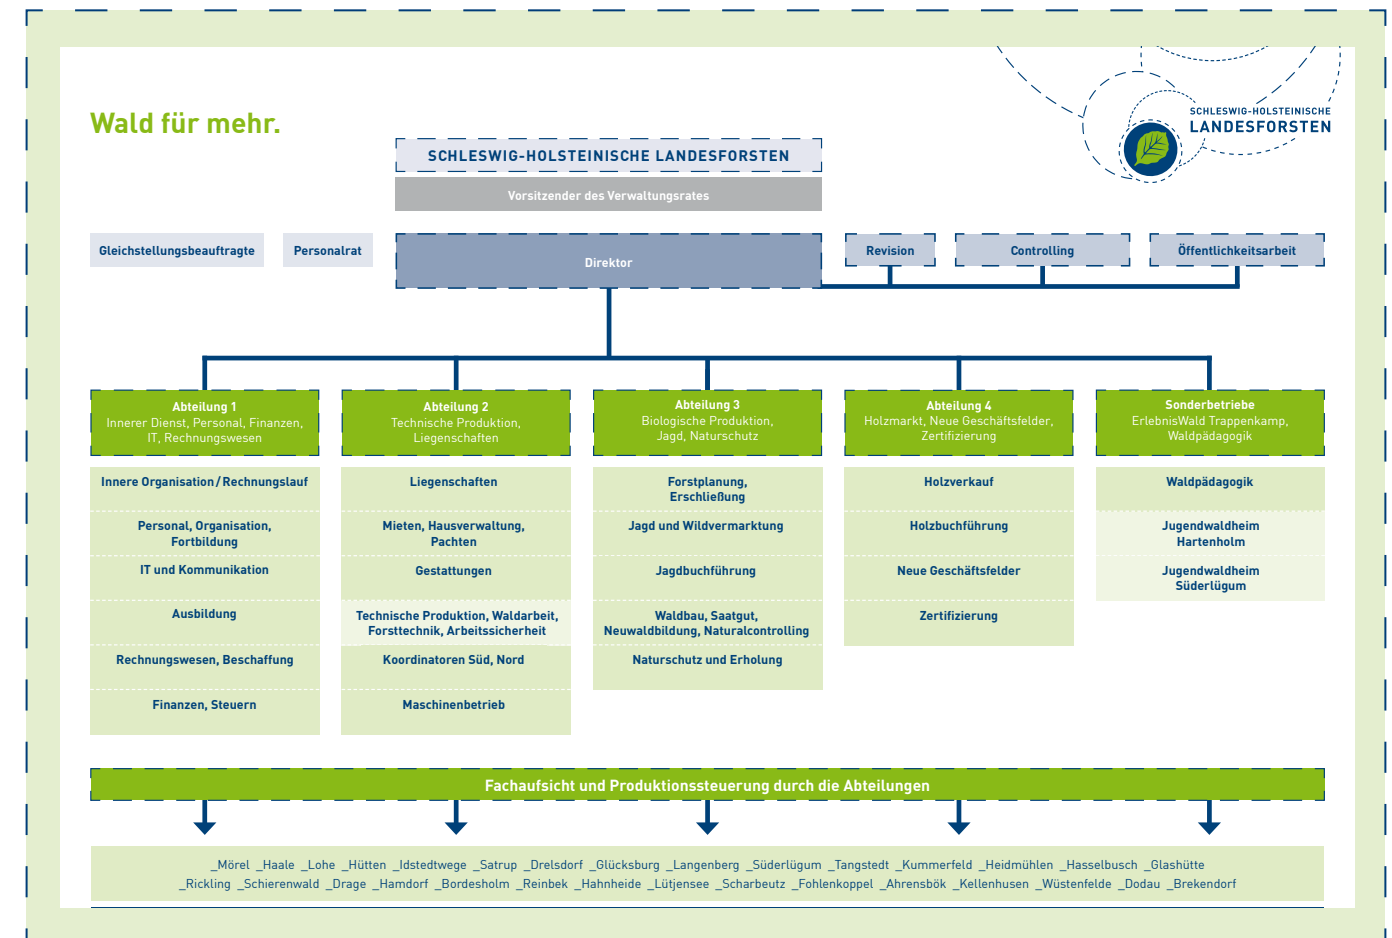 Wald für mehr.
SCHLESWIG-HOLSTEINISCHE
LANDESFORSTEN
SCHLESWIG-HOLSTEINISCHE LANDESFORSTEN
Vorsitzender des Verwaltungsrates
Gleichstellungsbeauftragte
Personalrat
Direktor
Revision
Controlling
Öffentlichkeitsarbeit
Abteilung 1
Innerer Dienst, Personal, Finanzen,
IT, Rechnungswesen
Innere Organisation/Rechnungslauf
Personal, Organisation,
Fortbildung
IT und Kommunikation
Ausbildung
Rechnungswesen, Beschaffung
Finanzen, Steuern
Abteilung 2
Technische Produktion,
Liegenschaften
Liegenschaften
Mieten, Hausverwaltung,
Pachten
Gestattungen
Technische Produktion, Waldarbeit,
Forsttechnik, Arbeitssicherheit
Koordinatoren Süd, Nord
Maschinenbetrieb
Abteilung 3
Biologische Produktion,
Jagd, Naturschutz
Forstplanung,
Erschließung
Jagd und Wildvermarktung
Jagdbuchführung
Waldbau, Saatgut,
Neuwaldbildung, Naturalcontrolling
Naturschutz und Erholung
Abteilung 4
Holzmarkt, Neue Geschäftsfelder,
Zertifizierung
Holzverkauf
Holzbuchführung
Neue Geschäftsfelder
Zertifizierung
Sonderbetriebe
ErlebnisWald Trappenkamp,
Waldpädagogik
Waldpädagogik
Jugendwaldheim
Hartenholm
Jugendwaldheim
Süderlügum
Fachaufsicht und Produktionssteuerung durch die Abteilungen
_Mörel _Haale _Lohe _Hütten _Idstedtwege _Satrup _Drelsdorf _Glücksburg _Langenberg _Süderlügum _Tangstedt _Kummerfeld _Heidmühlen _Hasselbusch _Glashütte
_Rickling _Schierenwald _Drage _Hamdorf _Bordesholm _Reinbek _Hahnheide _Lütjensee _Scharbeutz _Fohlenkoppel _Ahrensbök _Kellenhusen _Wüstenfelde _Dodau _Brekendorf